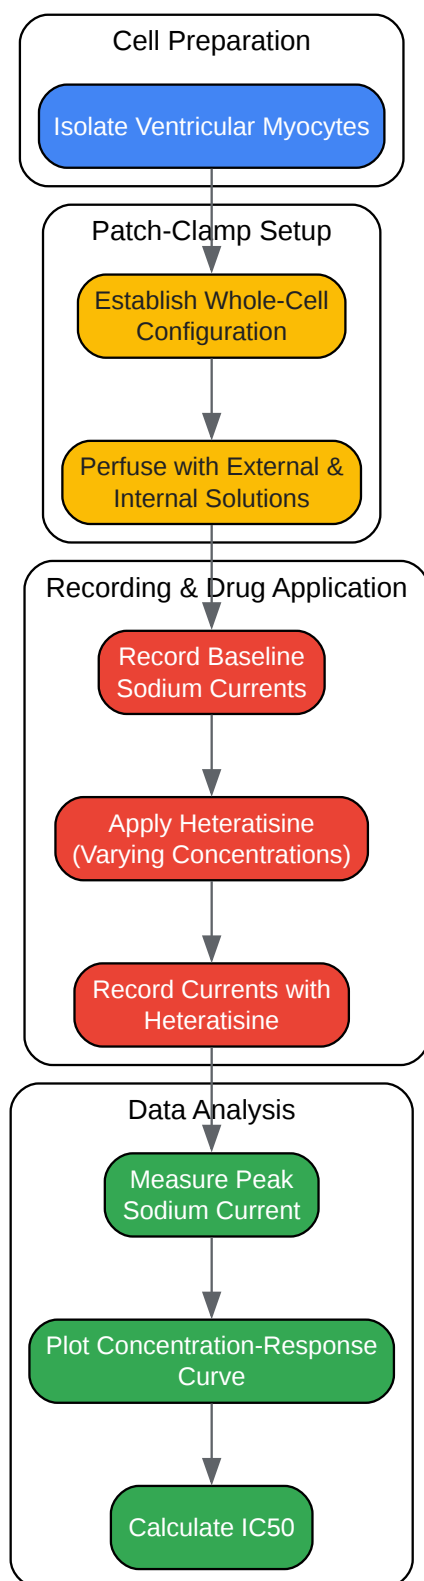 Cell Preparation
Isolate Ventricular Myocytes
Patch-Clamp Setup
Establish Whole-Cell
Configuration
Perfuse with External &
Internal Solutions
Recording & Drug Application
Record Baseline
Sodium Currents
Apply Heteratisine
(Varying Concentrations)
Record Currents with
Heteratisine
Data Analysis
Measure Peak
Sodium Current
Plot Concentration-Response
Curve
Calculate IC50